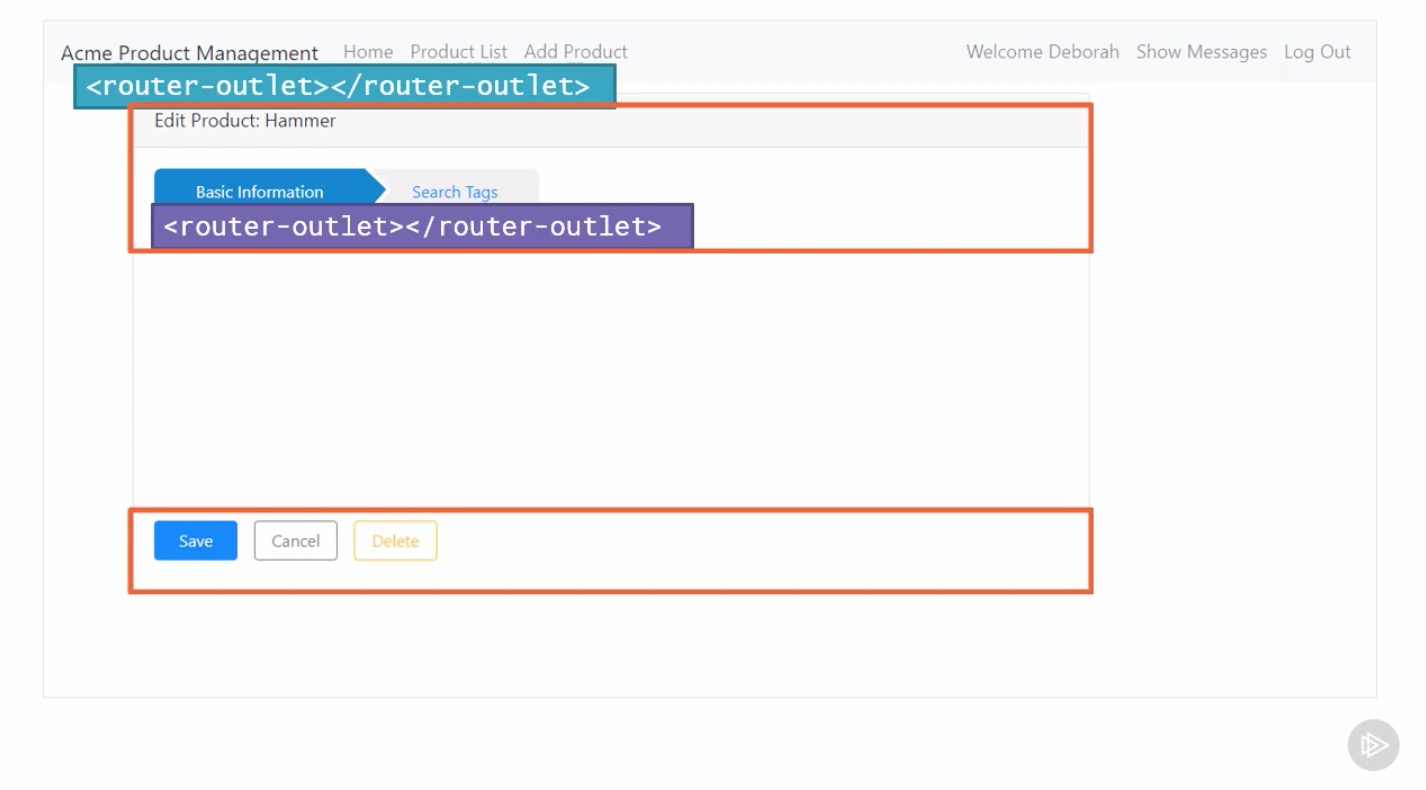 Acme Product Management Home Product List Add Product Welcome Deborah Show Messages Log Out
<router-outlet></router-outlet>
Edit Product: Hammer
Basic Information Search Tags
<router-outlet></router-outlet>
Save Cancel Delete